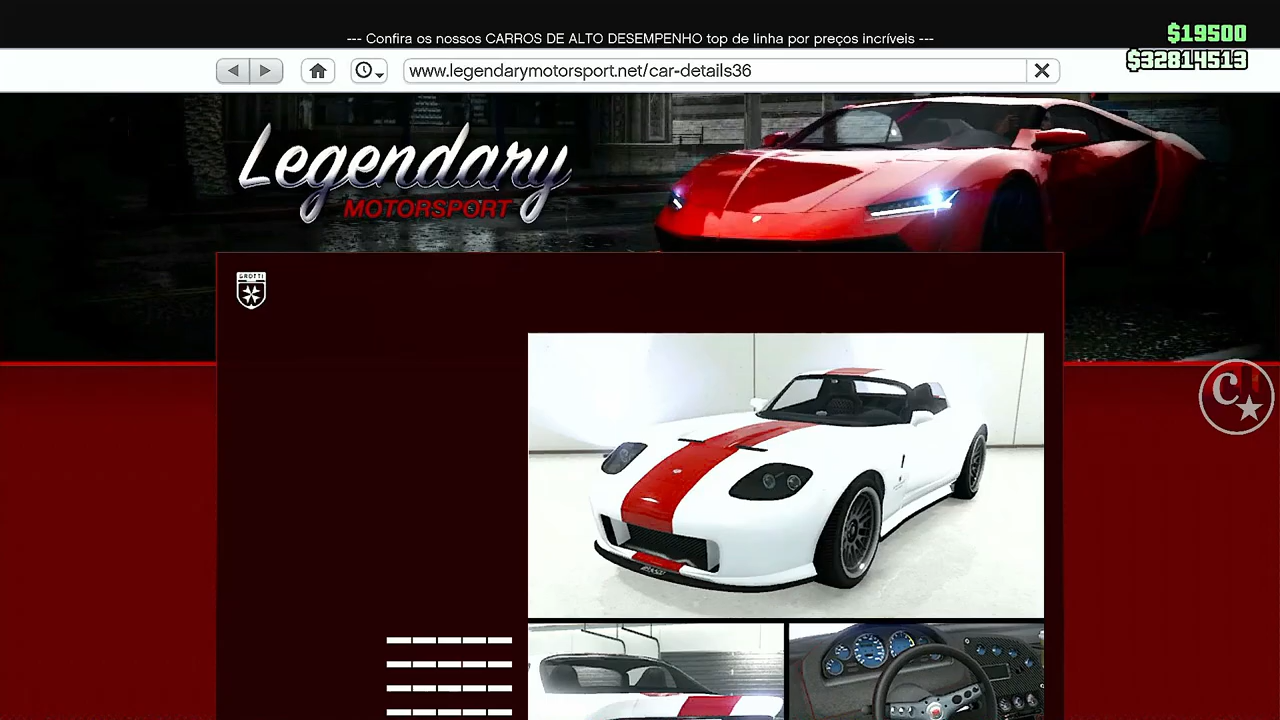 --- Confira os nossos CARROS DE ALTO DESEMPENHO top de linha por preços incríveis ---
$19500
$32814513
www.legendarymotorsport.net/car-details36
Legendary
MOTORSPORT
GROTTI
C